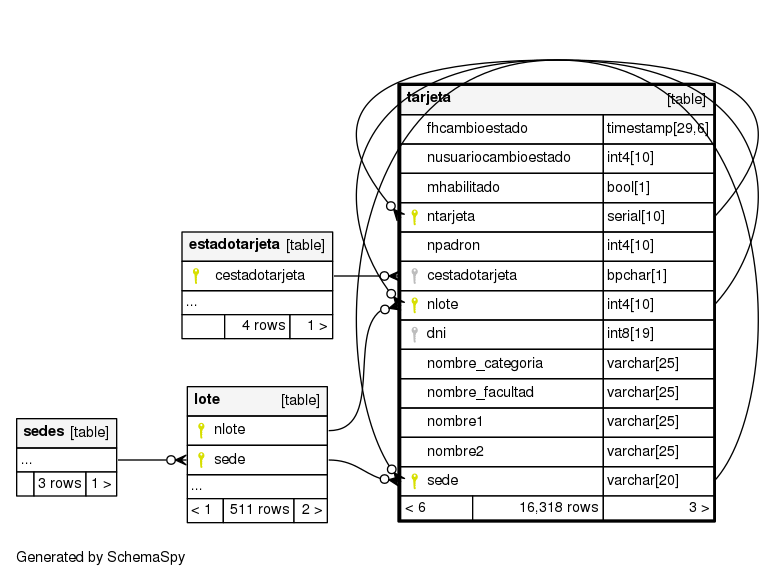 tarjeta [table]
fhcambioestado timestamp[29,6]
nusuariocambioestado int4[10]
mhabilitado bool[1]
ntarjeta serial[10]
npadron int4[10]
cestadotarjeta bpchar[1]
nlote int4[10]
dni int8[19]
nombre_categoria varchar[25]
nombre_facultad varchar[25]
nombre1 varchar[25]
nombre2 varchar[25]
sede varchar[20]
< 6 16,318 rows 3 >
estadotarjeta [table]
cestadotarjeta
...
4 rows 1 >
lote [table]
nlote
sede
...
< 1 511 rows 2 >
sedes [table]
...
3 rows 1 >
Generated by SchemaSpy